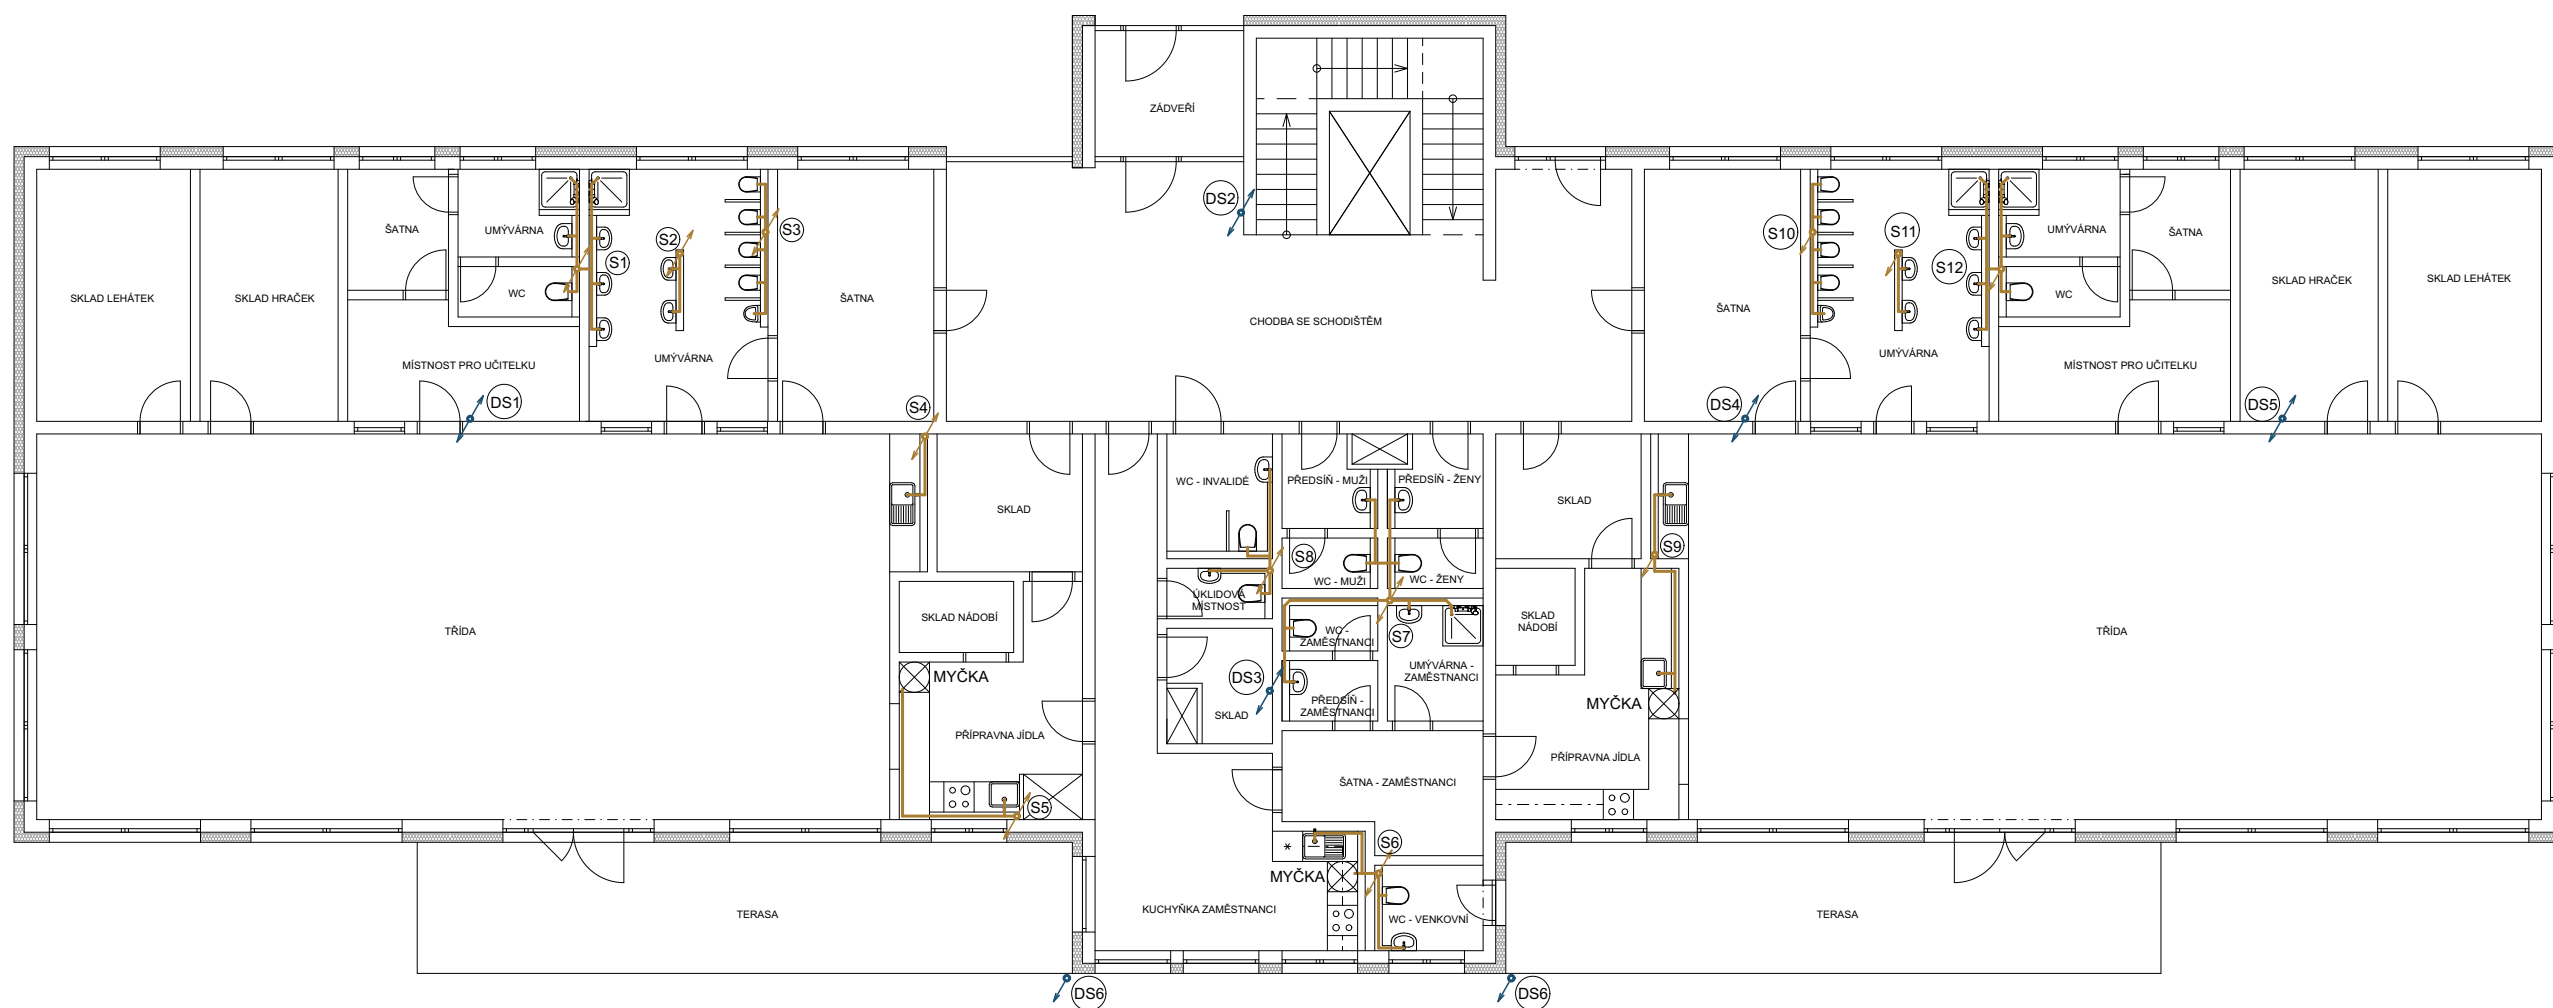 ZÁDVEŘÍ
DS2
ŠATNA
UMÝVÁRNA
S1
S2
S3
S10
S11
S12
UMÝVÁRNA
ŠATNA
SKLAD LEHÁTEK
SKLAD HRAČEK
WC
ŠATNA
CHODBA SE SCHODIŠTĚM
ŠATNA
WC
SKLAD HRAČEK
SKLAD LEHÁTEK
MÍSTNOST PRO UČITELKU
UMÝVÁRNA
UMÝVÁRNA
MÍSTNOST PRO UČITELKU
DS1
S4
DS4
DS5
WC - INVALIDÉ
PŘEDSÍŇ - MUŽI
PŘEDSÍŇ - ŽENY
SKLAD
SKLAD
S8
S9
WC - MUŽI
WC - ŽENY
ÚKLIDOVÁ
MÍSTNOST
SKLAD NÁDOBÍ
SKLAD
NÁDOBÍ
TŘÍDA
WC -
ZAMĚSTNANCI
S7
TŘÍDA
MYČKA
DS3
UMÝVÁRNA -
ZAMĚSTNANCI
PŘEDSÍŇ -
ZAMĚSTNANCI
SKLAD
MYČKA
PŘÍPRAVNA JÍDLA
PŘÍPRAVNA JÍDLA
ŠATNA - ZAMĚSTNANCI
S5
S6
*
MYČKA
TERASA
KUCHYŇKA ZAMĚSTNANCI
WC - VENKOVNÍ
TERASA
DS6
DS6